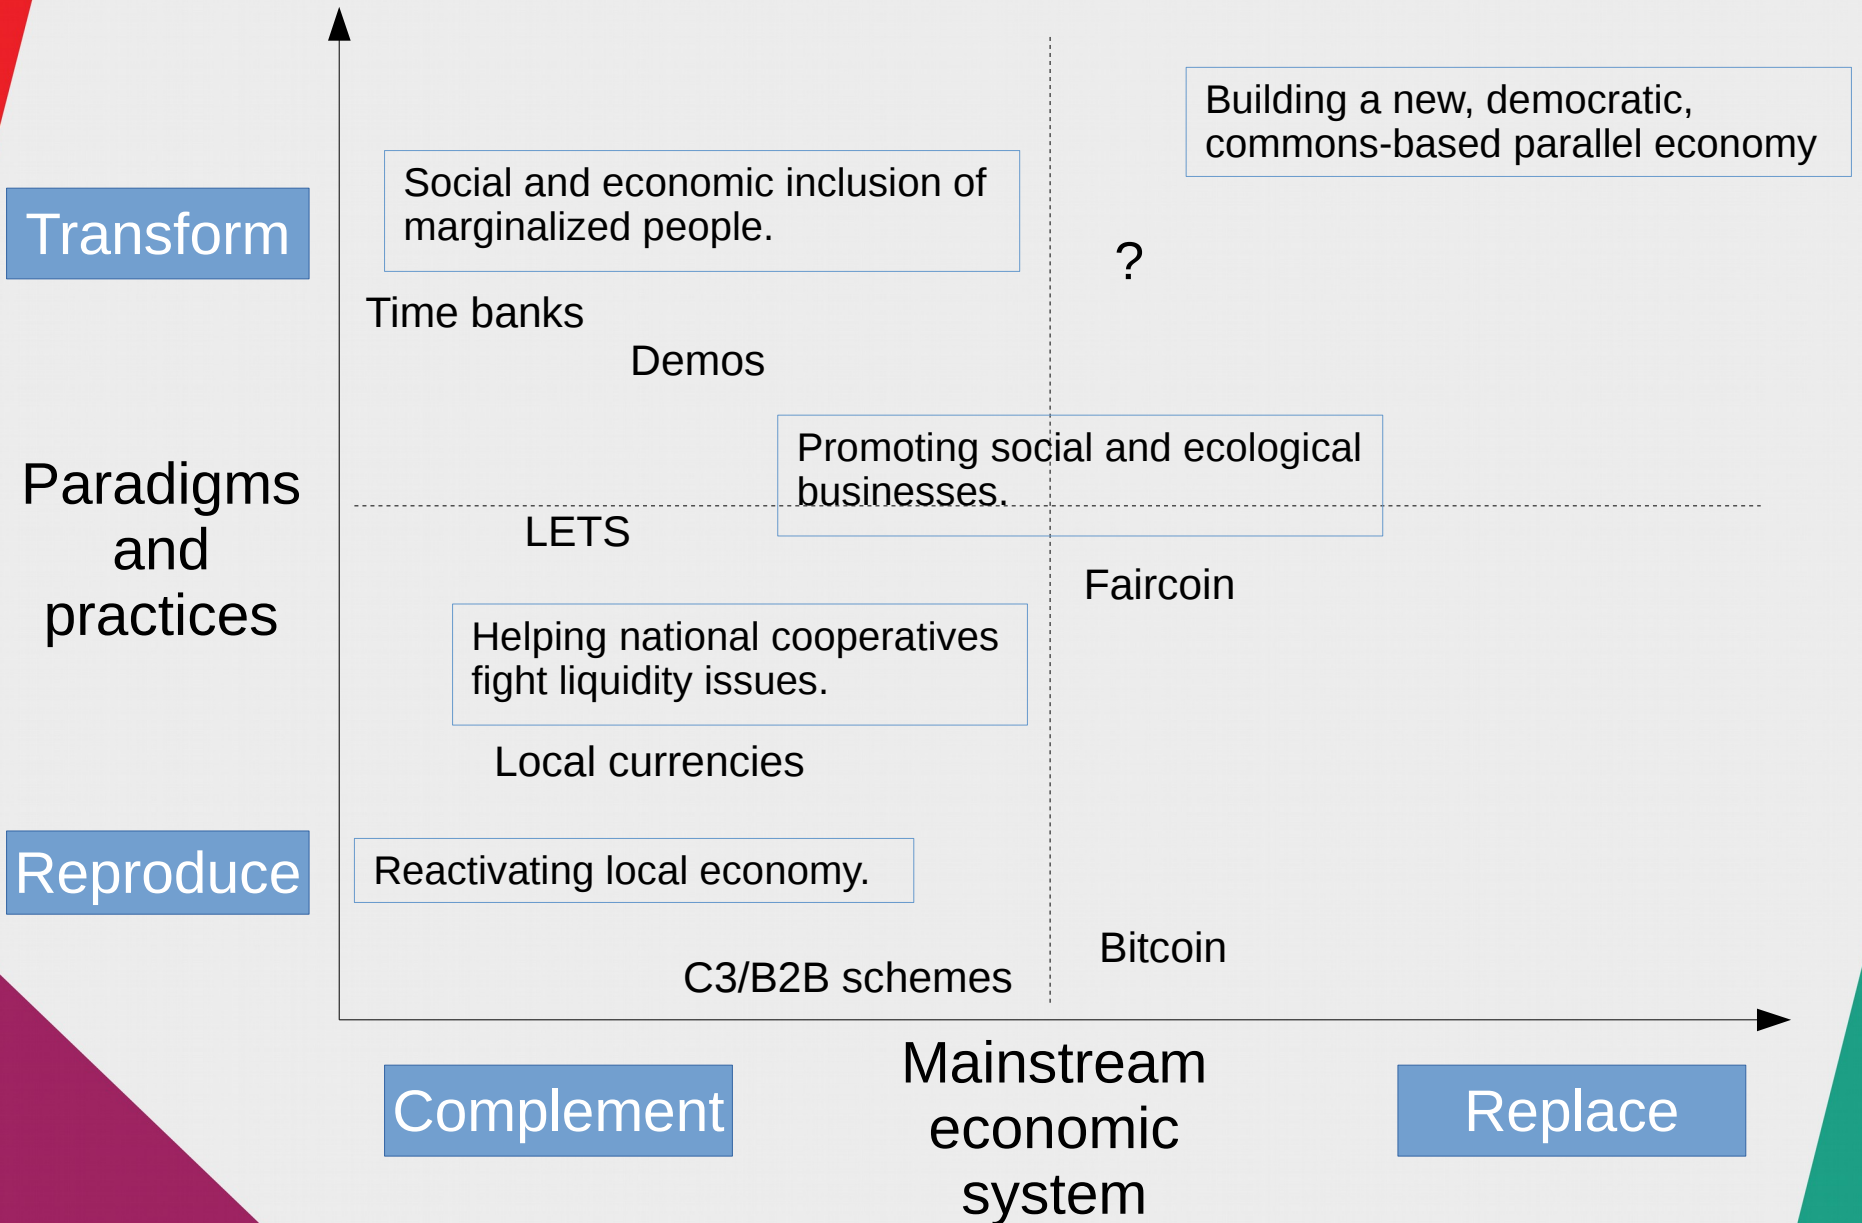 Building a new, democratic,
commons-based parallel economy
Social and economic inclusion of
marginalized people.
Transform
?
Time banks
Demos
Promoting social and ecological
businesses.
Paradigms
and
practices
LETS
Faircoin
Helping national cooperatives
fight liquidity issues.
Local currencies
Reproduce
Reactivating local economy.
Bitcoin
C3/B2B schemes
Complement
Mainstream
economic
system
Replace